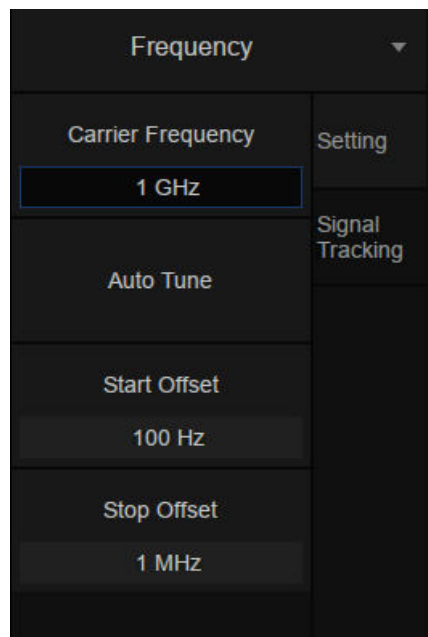 Frequency
Carrier Frequency
1 GHz
Auto Tune
Start Offset
100 Hz
Stop Offset
1 MHz
Setting
Signal
Tracking